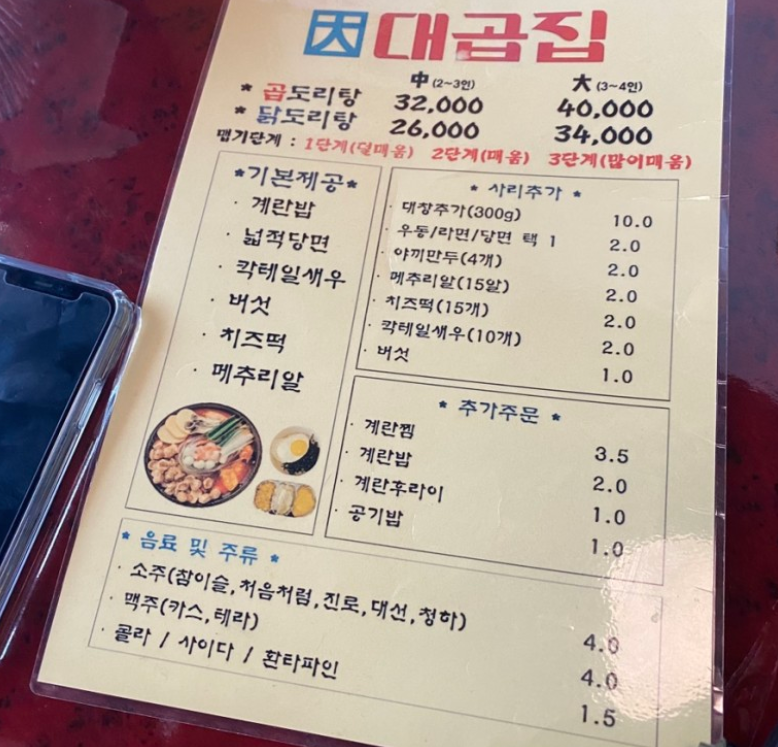 因 대곱집
中 (2~3인) 大 (3~4인)
* 곱도리탕 32,000 40,000
* 닭도리탕 26,000 34,000
맵기단계 : 1단계(덜매움) 2단계(매움) 3단계(많이매움)
*기본제공*
· 계란밥
· 넓적당면
· 칵테일새우
· 버섯
· 치즈떡
· 메추리알
* 사리추가 *
· 대창추가(300g) 10.0
· 우동/라면/당면 택 1 2.0
· 야끼만두(4개) 2.0
· 메추리알(15알) 2.0
· 치즈떡(15개) 2.0
· 칵테일새우(10개) 2.0
· 버섯 1.0
* 추가주문 *
· 계란찜 3.5
· 계란밥 2.0
· 계란후라이 1.0
· 공기밥 1.0
* 음료 및 주류 *
· 소주(참이슬,처음처럼,진로,대선,청하) 4.0
· 맥주(카스,테라) 4.0
· 콜라 / 사이다 / 환타파인 1.5